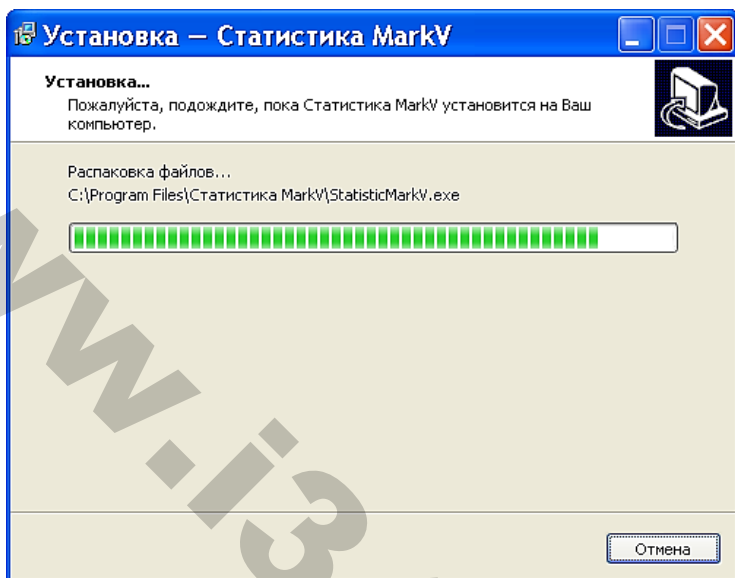 Установка — Статистика MarkV
Установка...
Пожалуйста, подождите, пока Статистика MarkV установится на Ваш
компьютер.
Распаковка файлов...
C:\Program Files\Статистика MarkV\StatisticMarkV.exe
w.i3
Отмена